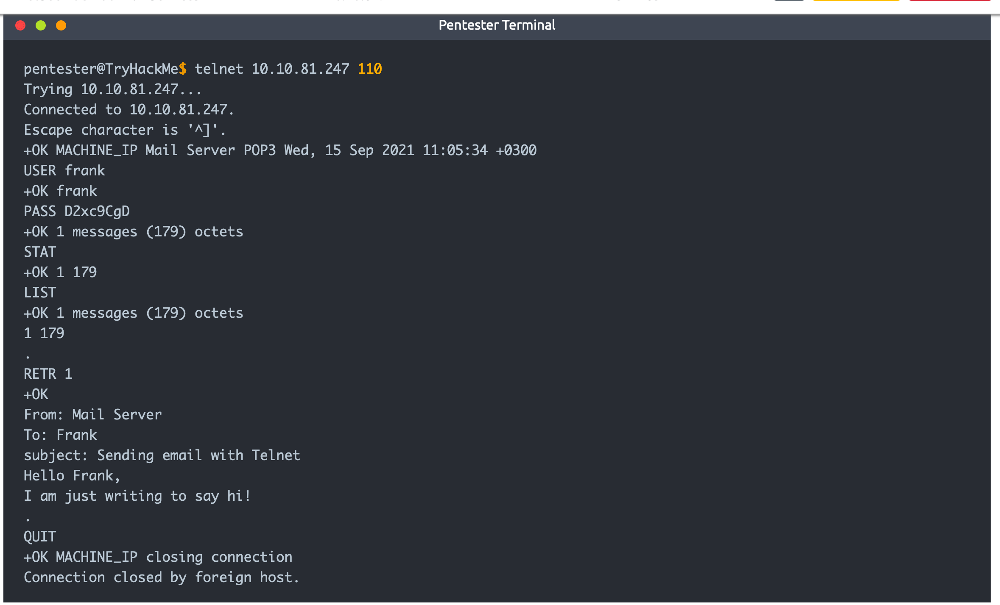 Pentester Terminal
pentester@TryHackMe$ telnet 10.10.81.247 110
Trying 10.10.81.247...
Connected to 10.10.81.247.
Escape character is '^]'.
+OK MACHINE_IP Mail Server POP3 Wed, 15 Sep 2021 11:05:34 +0300
USER frank
+OK frank
PASS D2xc9CgD
+OK 1 messages (179) octets
STAT
+OK 1 179
LIST
+OK 1 messages (179) octets
1 179
.
RETR 1
+OK
From: Mail Server
To: Frank
subject: Sending email with Telnet
Hello Frank,
I am just writing to say hi!
.
QUIT
+OK MACHINE_IP closing connection
Connection closed by foreign host.